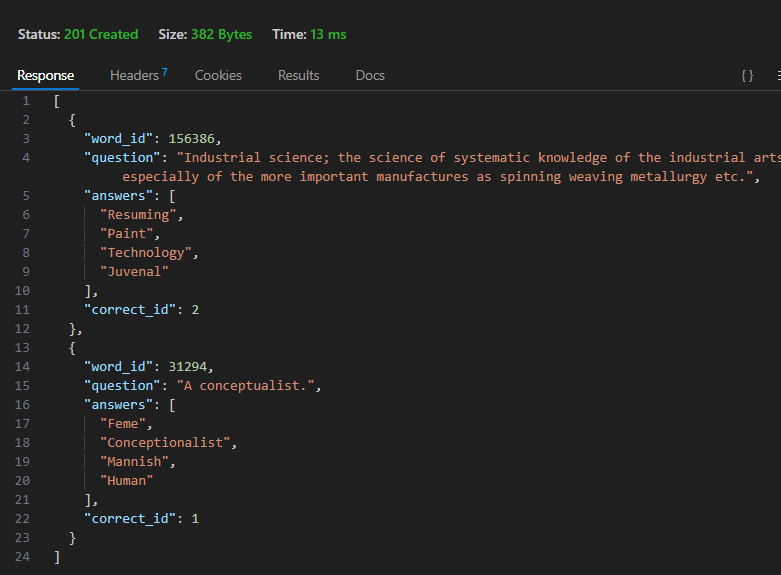 Status: 201 Created Size: 382 Bytes Time: 13 ms
Response Headers 7 Cookies Results Docs { }
1 [
2 {
3 "word_id": 156386,
4 "question": "Industrial science; the science of systematic knowledge of the industrial arts
especially of the more important manufactures as spinning weaving metallurgy etc.",
5 "answers": [
6 "Resuming",
7 "Paint",
8 "Technology",
9 "Juvenal"
10 ],
11 "correct_id": 2
12 },
13 {
14 "word_id": 31294,
15 "question": "A conceptualist.",
16 "answers": [
17 "Feme",
18 "Conceptionalist",
19 "Mannish",
20 "Human"
21 ],
22 "correct_id": 1
23 }
24 ]